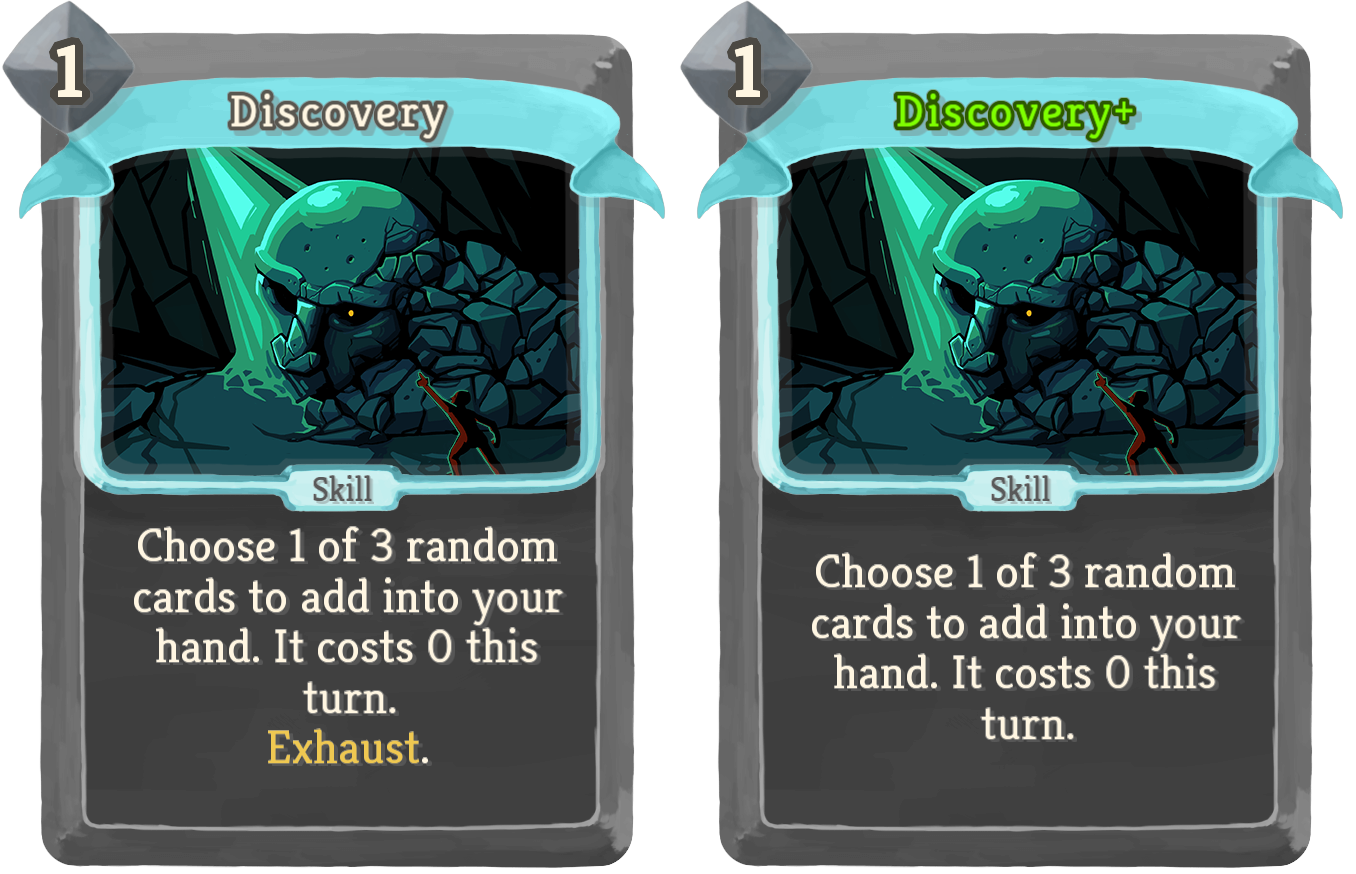 1
Discovery
Skill
Choose 1 of 3 random
cards to add into your
hand. It costs 0 this
turn.
Exhaust.
1
Discovery+
Skill
Choose 1 of 3 random
cards to add into your
hand. It costs 0 this
turn.